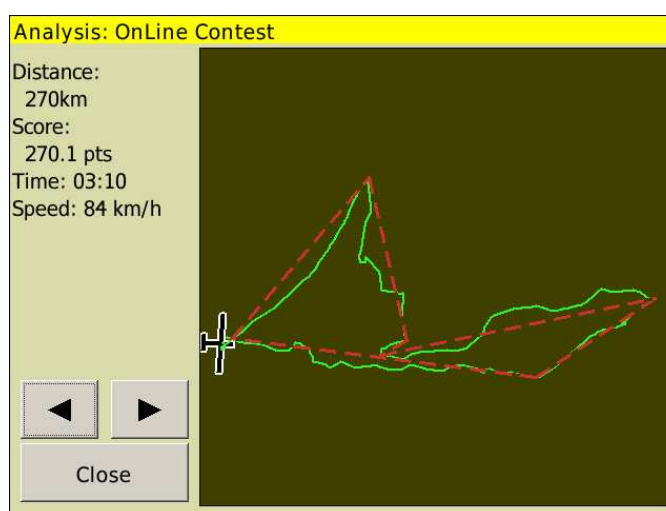 Analysis: OnLine Contest
Distance:
270km
Score:
270.1 pts
Time: 03:10
Speed: 84 km/h
Close